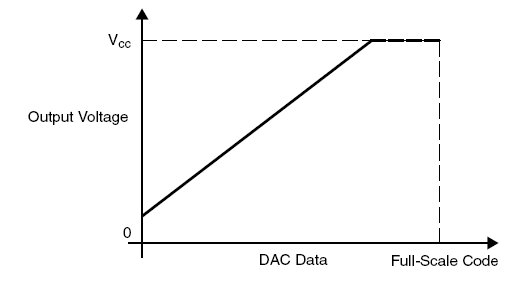 Vcc
Output Voltage
0
DAC Data
Full-Scale Code